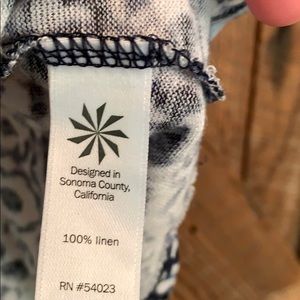 Designed in
Sonoma County,
California
100% linen
RN #54023